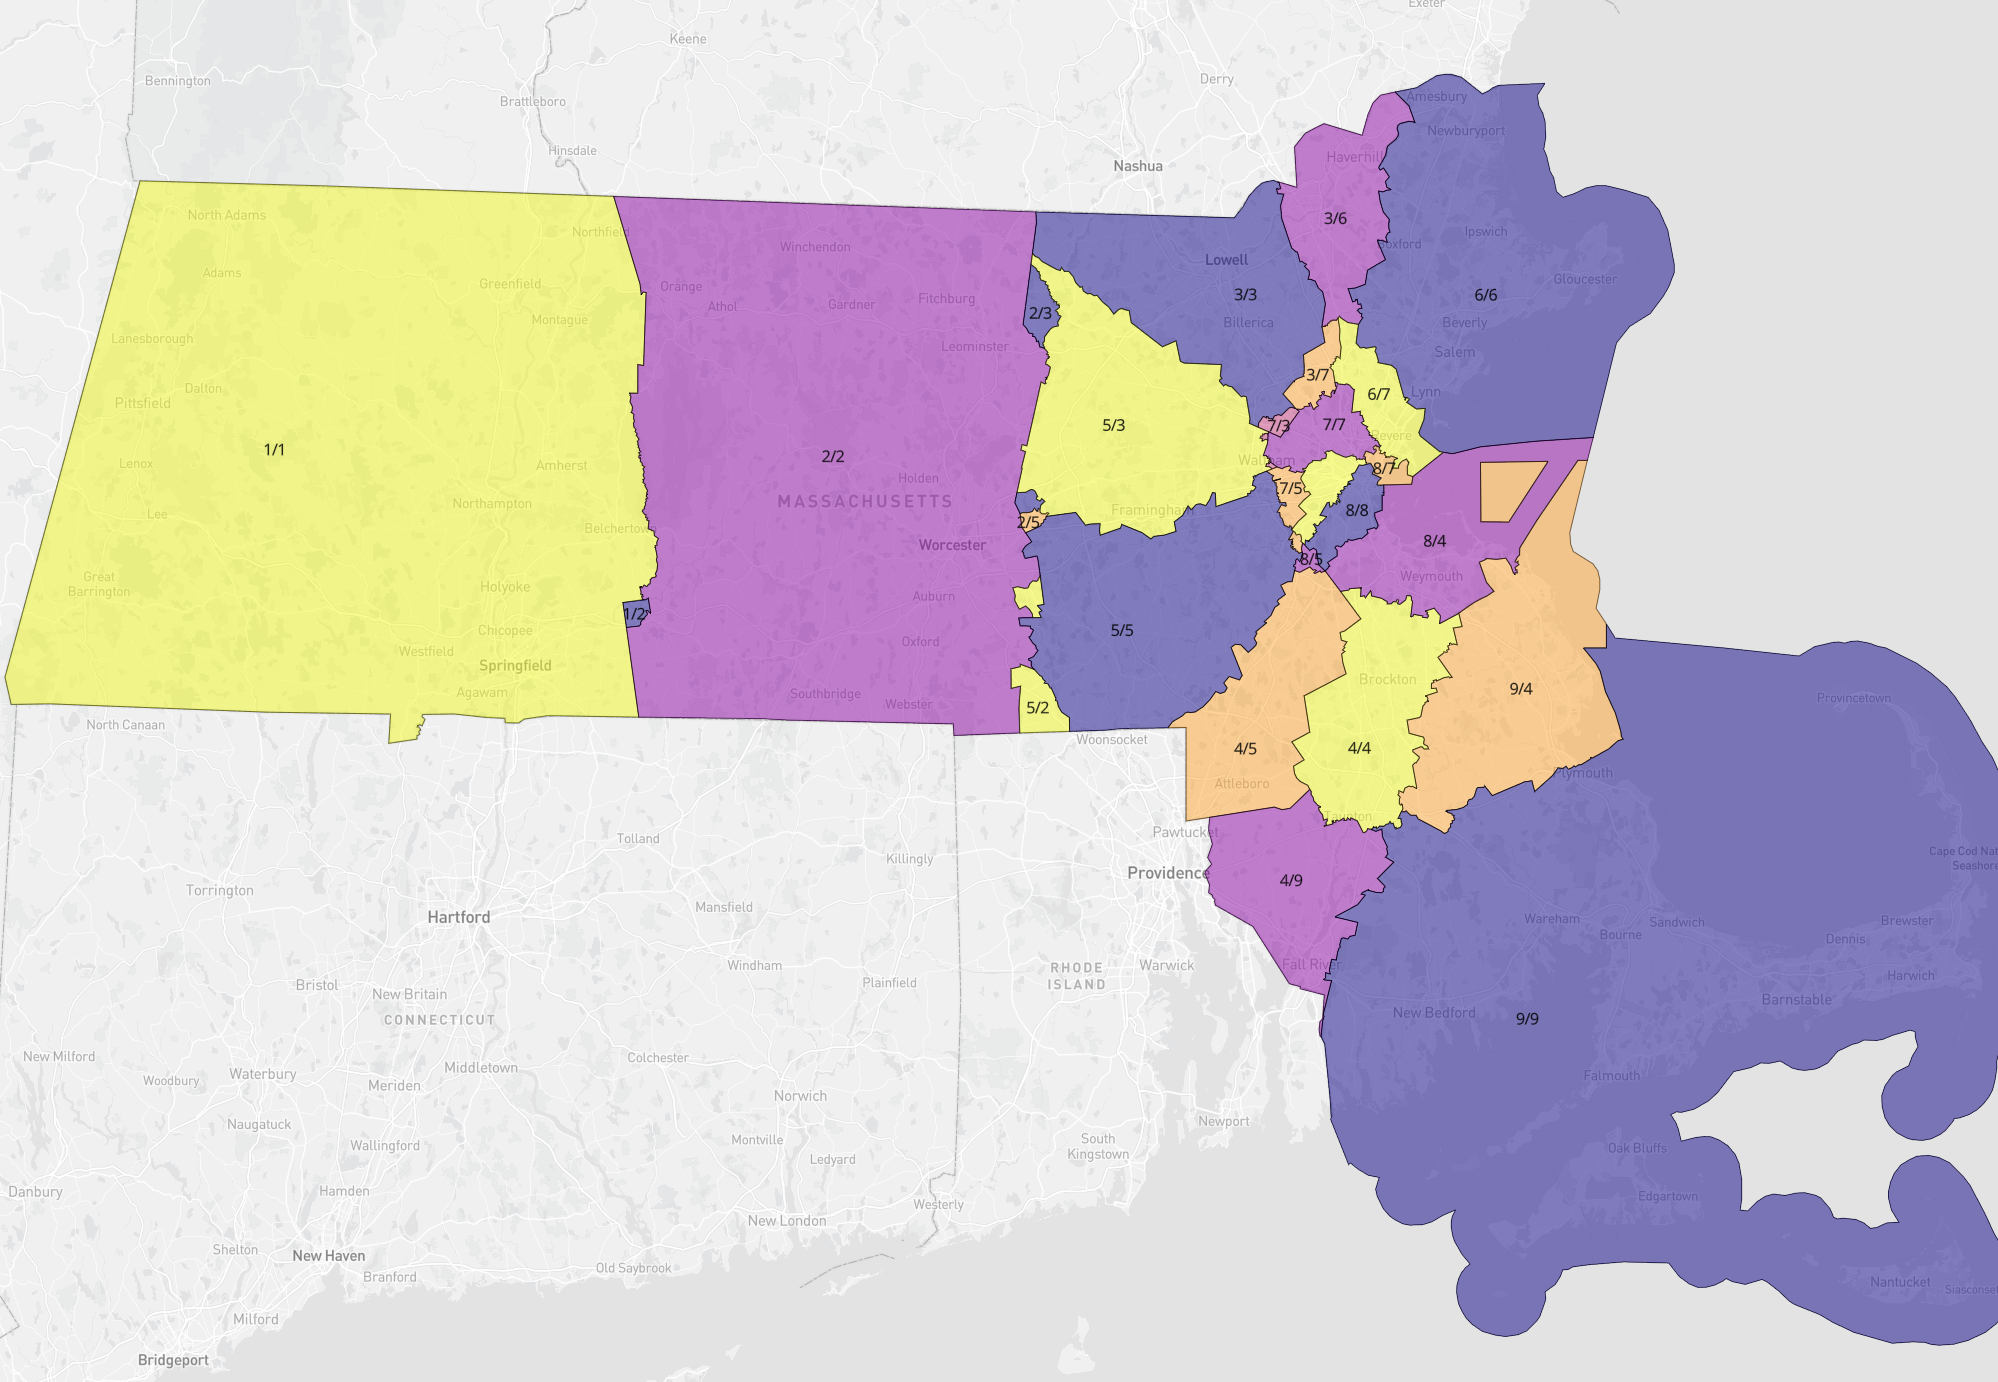 Exeter
Keene
Derry
Bennington
Amesbury
Brattleboro
Newburyport
Hinsdale
Haverhill
Nashua
North Adams
3/6
Northfield
Ipswich
Winchendon
oxford
Lowell
Adams
Gloucester
Greenfield
Orange
3/3
6/6
Fitchburg
Athol
Gardner
2/3
Montague
Billerica
Beverly
Lanesborough
Leominster
Salem
3/7
Dalton
Lynn
6/7
Pittsfield
5/3
7/3
7/7
Revere
1/1
2/2
Waltham
Lenox
Adams
Amherst
8/7
Holden
7/5
MASSACHUSETTS
Northampton
Framingham
8/8
Lee
2/5
Belchertown
8/4
Worcester
8/5
Great
Barrington
Weymouth
Holyoke
Auburn
1/2
Chicopee
5/5
Oxford
Westfield
Springfield
Brockton
9/4
Agawam
Southbridge
Webster
5/2
Provincetown
North Canaan
Woonsocket
4/5
4/4
Plymouth
Attleboro
Taunton
Pawtucket
Tolland
Cape Cod Nat
Seashore
Killingly
Providence
4/9
Torrington
Mansfield
Hartford
Wareham
Sandwich
Brewster
Bourne
Dennis
Windham
RHODE
ISLAND
Warwick
Fall River
Harwich
Bristol
Plainfield
New Britain
Barnstable
New Bedford
CONNECTICUT
9/9
New Milford
Colchester
Middletown
Waterbury
Falmouth
Woodbury
Meriden
Norwich
Naugatuck
Newport
Wallingford
Montville
South
Kingstown
Oak Bluffs
Ledyard
Danbury
Hamden
Edgartown
Westerly
New London
Shelton
New Haven
Old Saybrook
Branford
Nantucket
Siasconset
Milford
Bridgeport